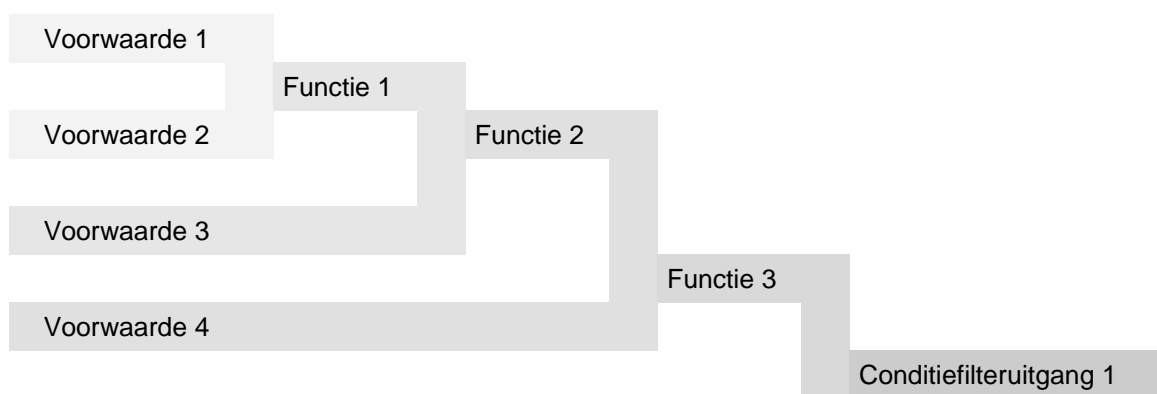 Voorwaarde 1
Functie 1
Voorwaarde 2
Functie 2
Voorwaarde 3
Functie 3
Voorwaarde 4
Conditiefilteruitgang 1